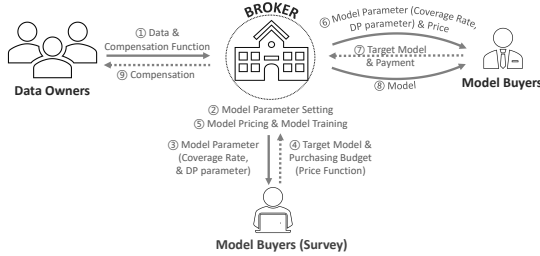 BROKER
① Data &
Compensation Function
⑨ Compensation
Data Owners
⑥ Model Parameter (Coverage Rate,
DP parameter) & Price
⑦ Target Model
& Payment
⑧ Model
Model Buyers
② Model Parameter Setting
⑤ Model Pricing & Model Training
③ Model Parameter
(Coverage Rate,
& DP parameter)
④ Target Model &
Purchasing Budget
(Price Function)
Model Buyers (Survey)